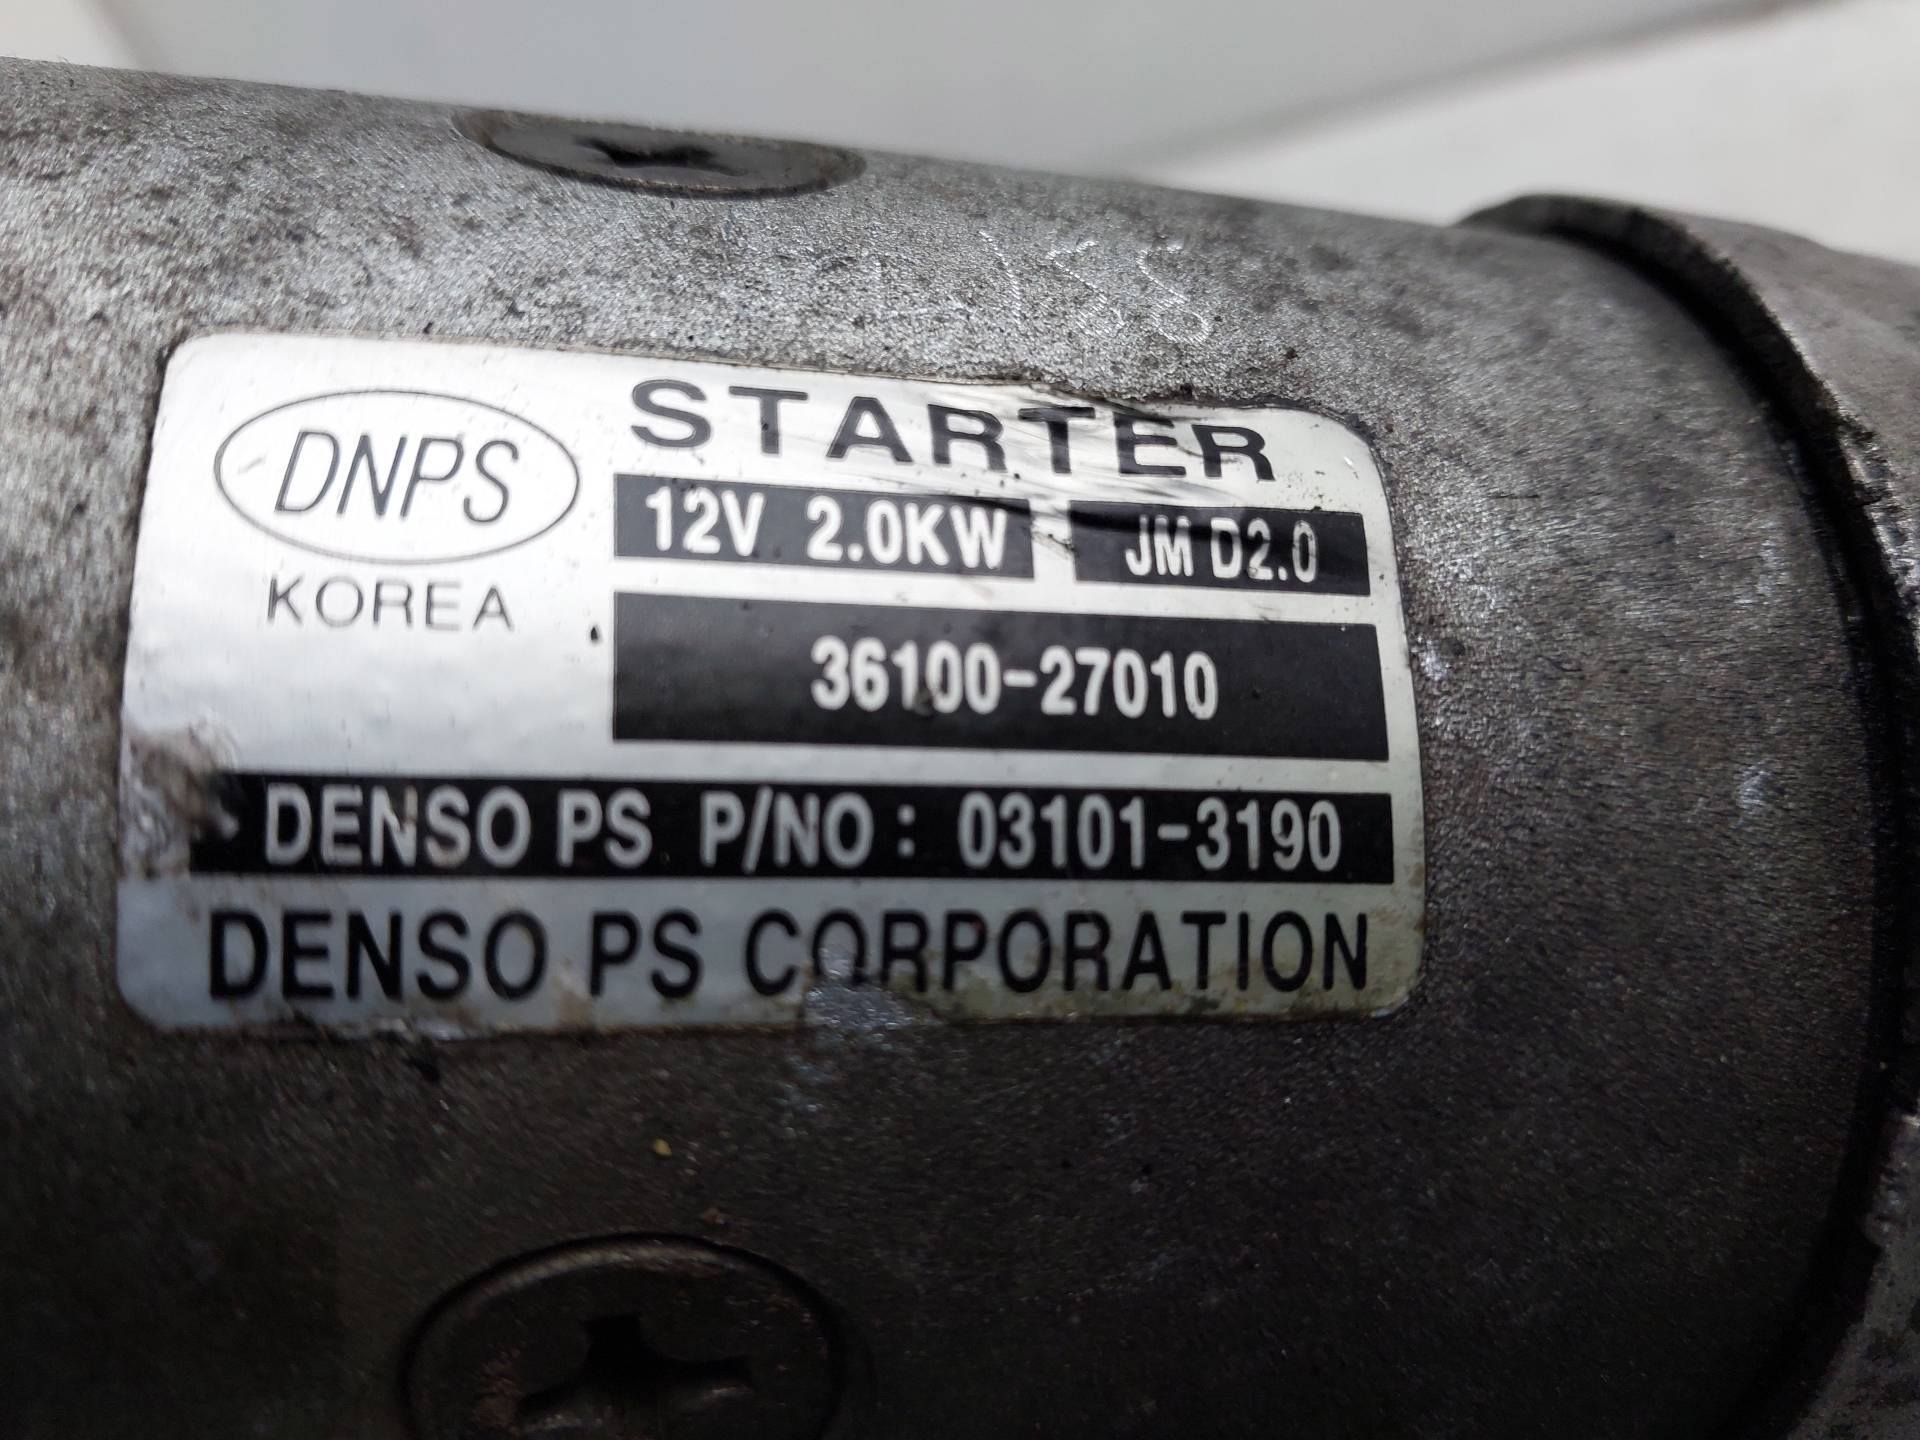 188
DNPS
KOREA
STARTER
12V 2.0KW JM D2.0
36100-27010
DENSO PS P/NO : 03101-3190
DENSO PS CORPORATION